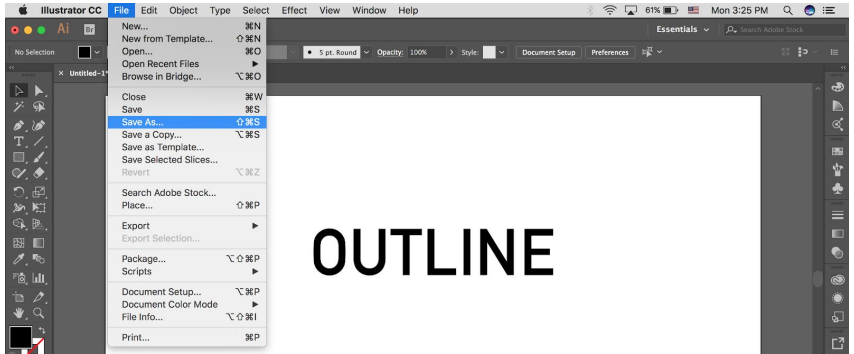 Illustrator CC File Edit Object Type Select Effect View Window Help 61% Mon 3:25 PM
Ai Br Essentials Search Adobe Stock
No Selection 5 pt. Round Opacity: 100% Style: Document Setup Preferences
× Untitled-1*
New... ⌘N
New from Template... ⇧⌘N
Open... ⌘O
Open Recent Files ▶
Browse in Bridge... ⌥⌘O
Close ⌘W
Save ⌘S
Save As... ⇧⌘S
Save a Copy... ⌥⌘S
Save as Template...
Save Selected Slices...
Revert ⌥⌘Z
Search Adobe Stock...
Place... ⇧⌘P
Export ▶
Export Selection...
Package... ⌥⇧⌘P
Scripts ▶
Document Setup... ⌥⌘P
Document Color Mode ▶
File Info... ⌥⇧⌘I
Print... ⌘P
OUTLINE